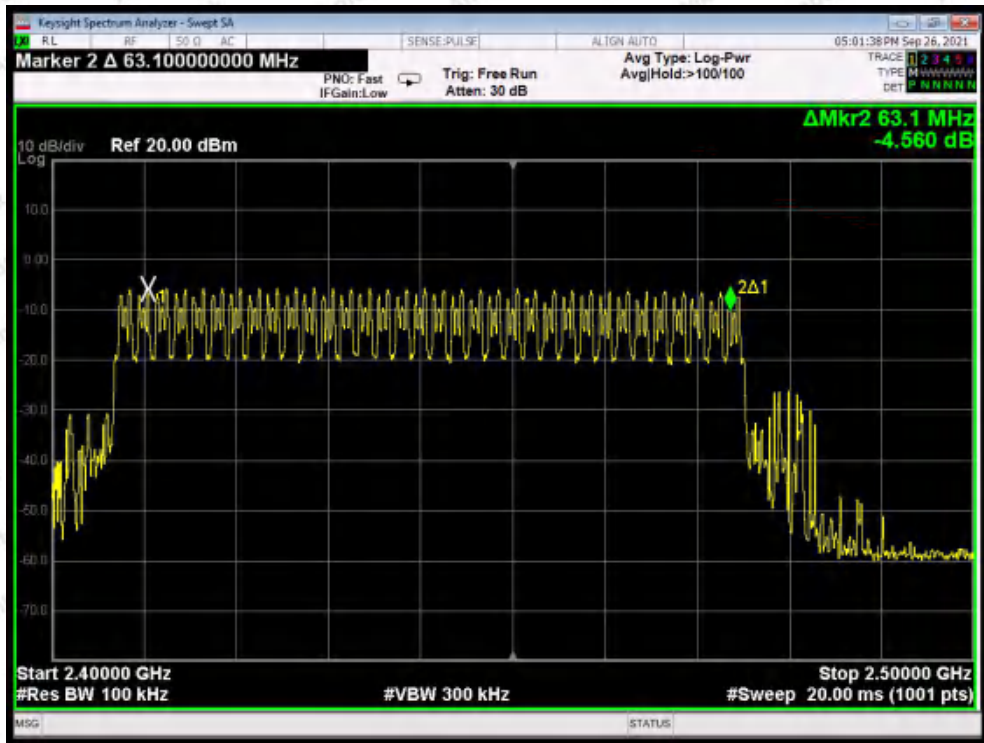 Keysight Spectrum Analyzer - Swept SA
LXI RL RF 50 Ω AC SENSE:PULSE ALIGN AUTO 05:01:38 PM Sep 26, 2021
Marker 2 Δ 63.100000000 MHz
Avg Type: Log-Pwr
TRACE 1 2 3 4 5 6
PNO: Fast Trig: Free Run Avg|Hold:>100/100
TYPE M WWWWW
IFGain:Low Atten: 30 dB
DET P N N N N N
ΔMkr2 63.1 MHz
-4.560 dB
10 dB/div Ref 20.00 dBm
Log
10.0
0.00
-10.0
-20.0
-30.0
-40.0
-50.0
-60.0
-70.0
1
2Δ1
Start 2.40000 GHz Stop 2.50000 GHz
#Res BW 100 kHz #VBW 300 kHz #Sweep 20.00 ms (1001 pts)
MSG STATUS